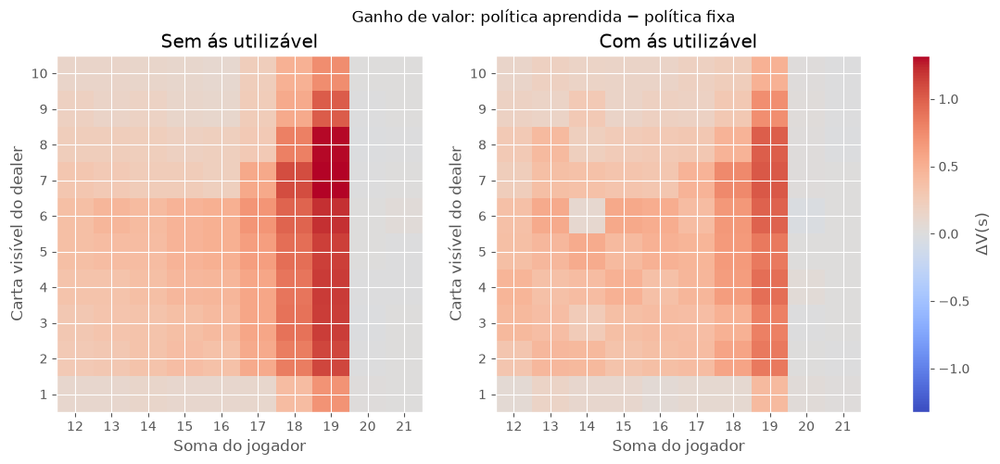 Ganho de valor: política aprendida − política fixa
Sem ás utilizável
Com ás utilizável
Carta visível do dealer
10
9
8
7
6
5
4
3
2
1
12 13 14 15 16 17 18 19 20 21
Soma do jogador
Carta visível do dealer
10
9
8
7
6
5
4
3
2
1
12 13 14 15 16 17 18 19 20 21
Soma do jogador
1.0
0.5
0.0
−0.5
−1.0
ΔV(s)